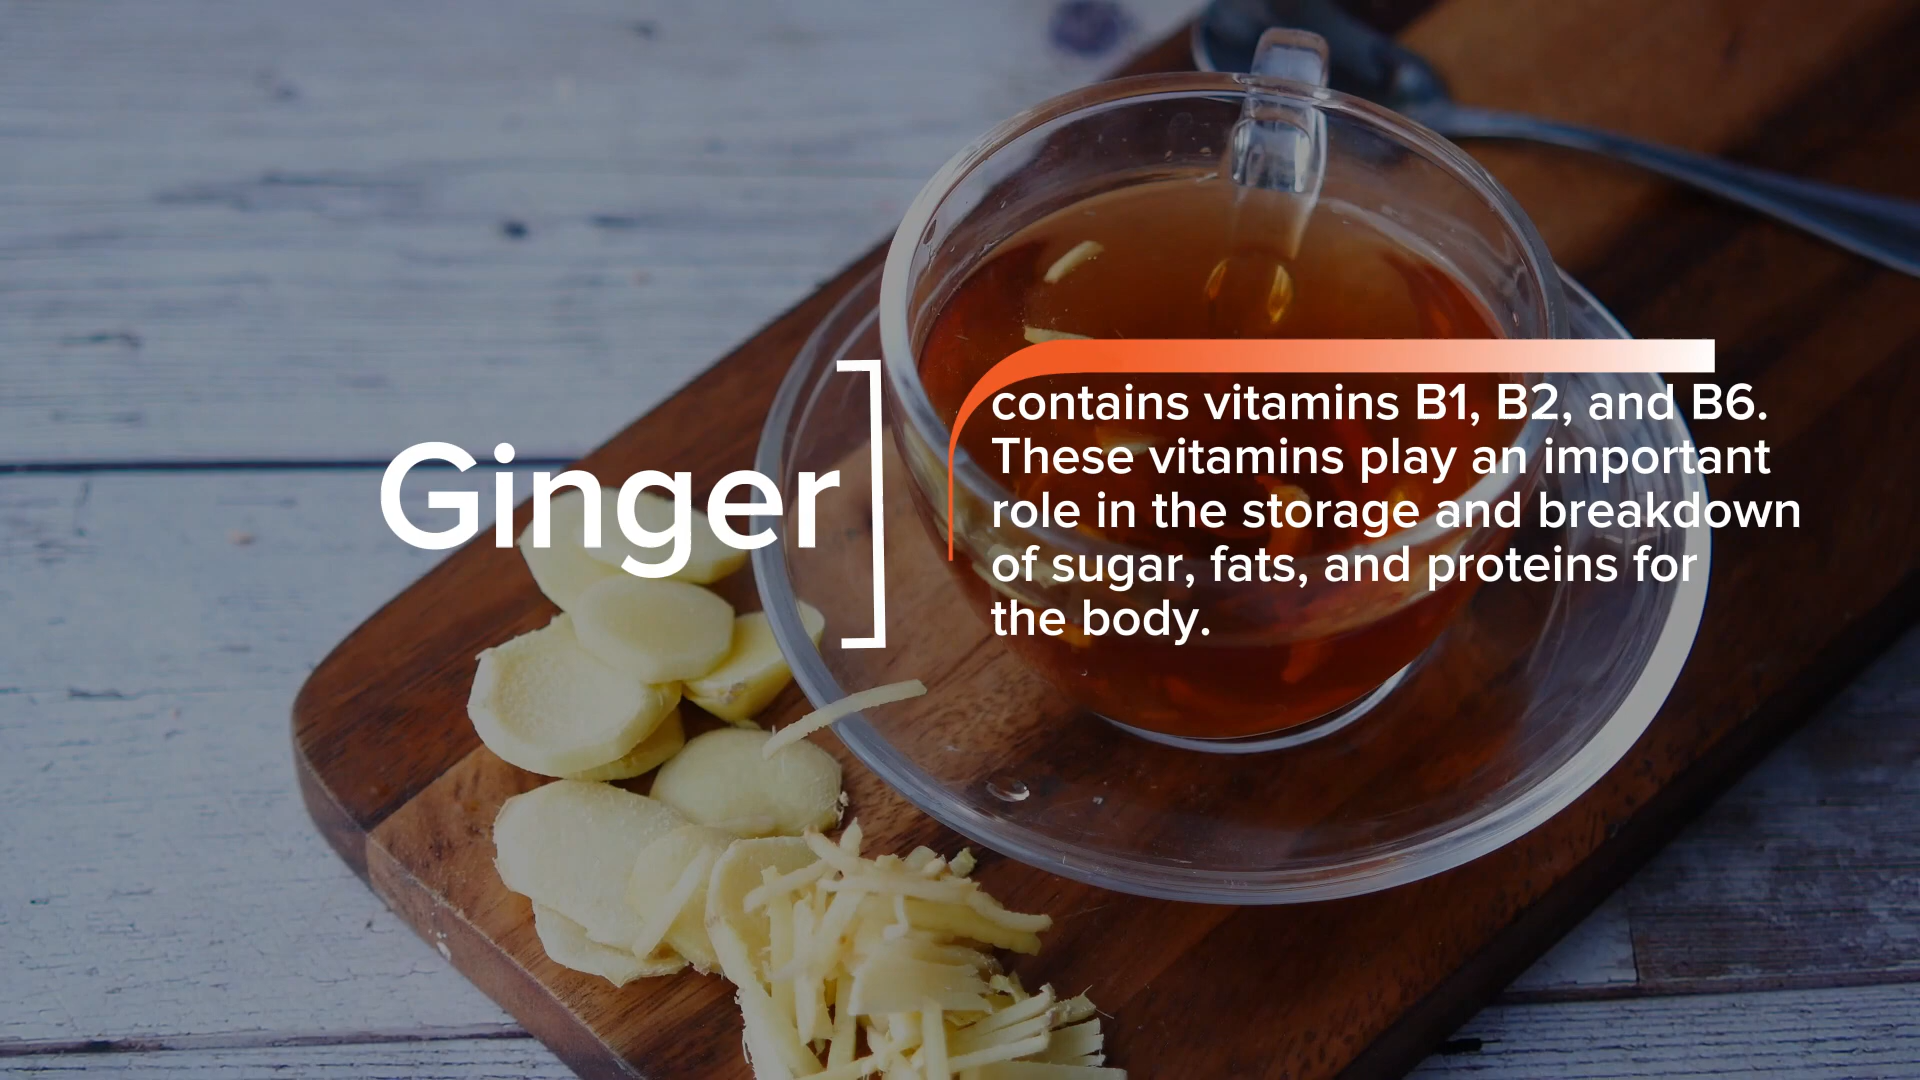 Ginger
contains vitamins B1, B2, and B6.
These vitamins play an important
role in the storage and breakdown
of sugar, fats, and proteins for
the body.